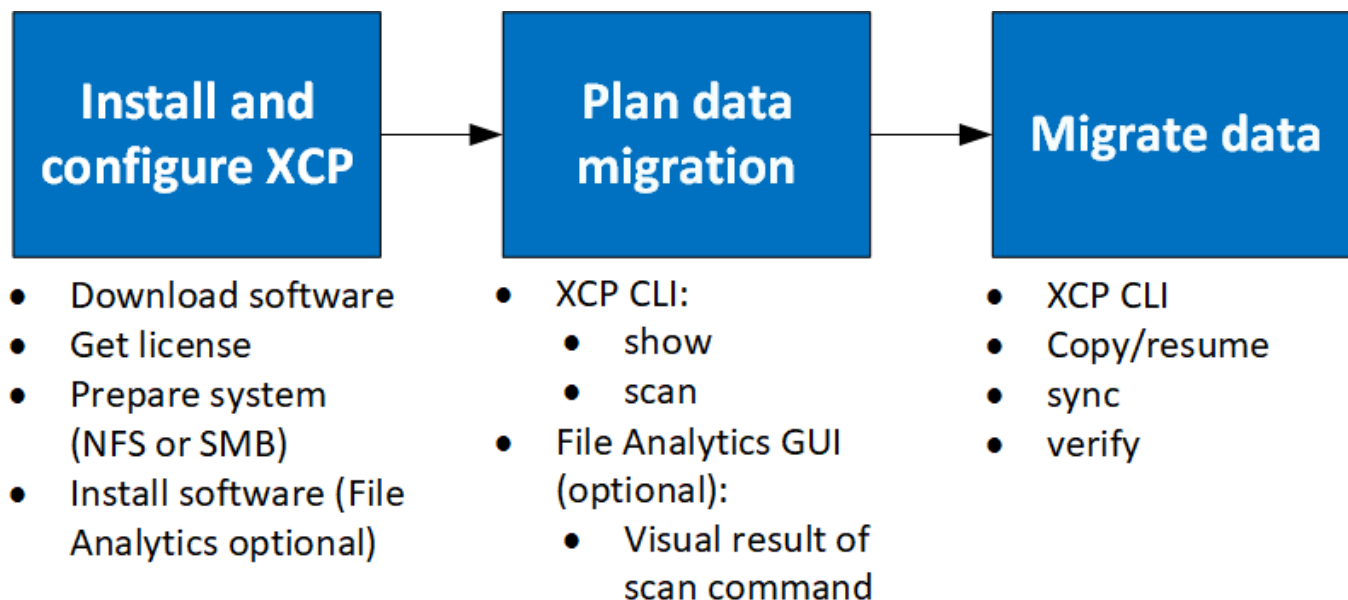 Install and
configure XCP
Plan data
migration
Migrate data
• Download software
• Get license
• Prepare system
(NFS or SMB)
• Install software (File
Analytics optional)
• XCP CLI:
• show
• scan
• File Analytics GUI
(optional):
• Visual result of
scan command
• XCP CLI
• Copy/resume
• sync
• verify